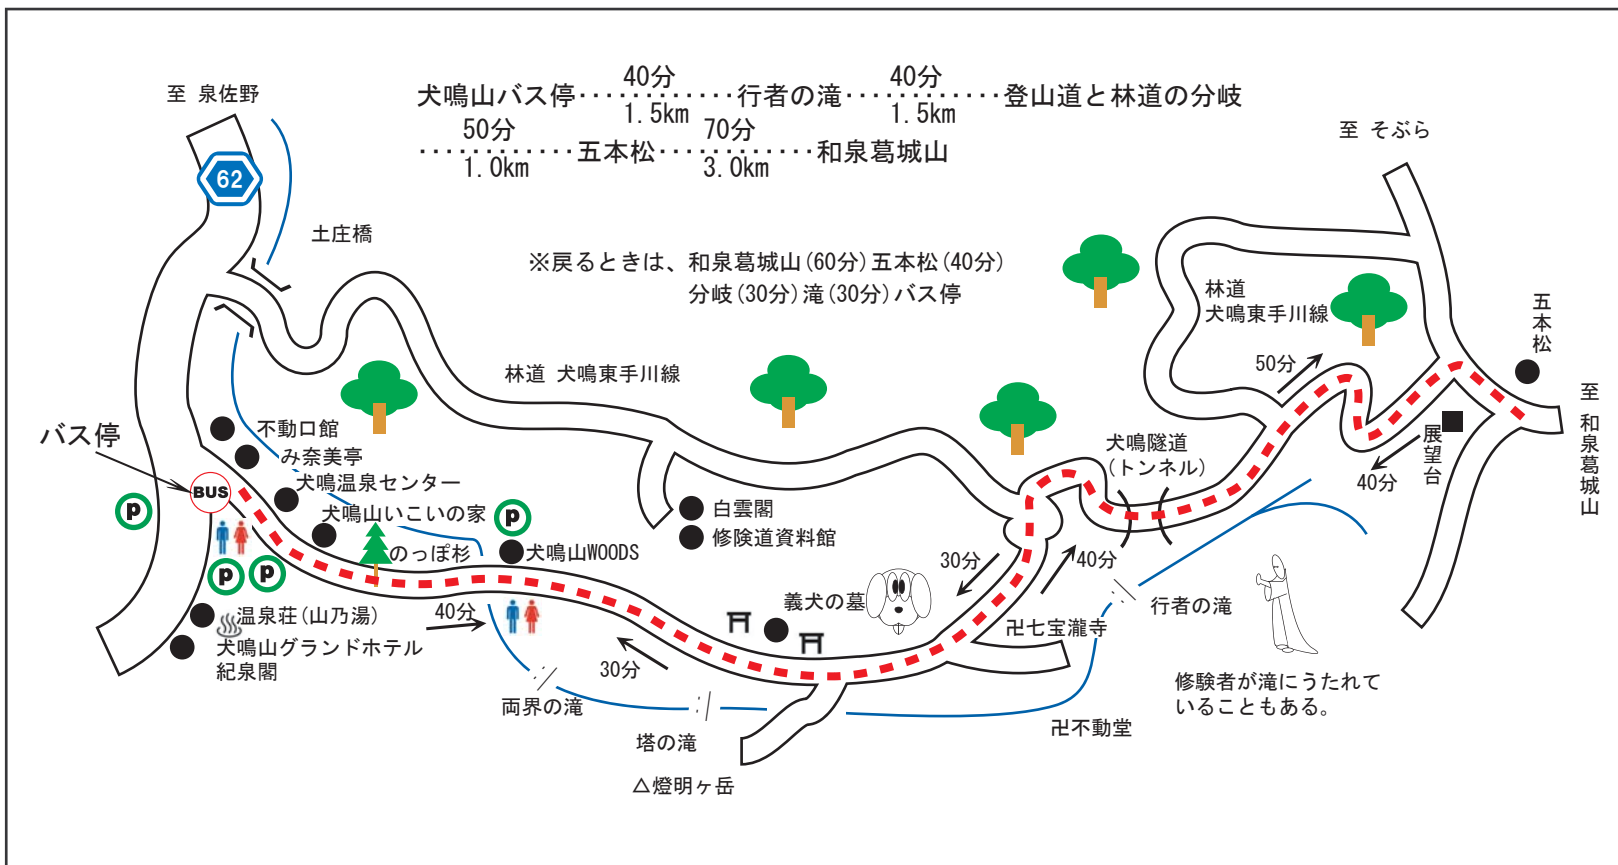 犬鳴山バス停・・・・・・・・・・行者の滝・・・・・・・・・・登山道と林道の分岐
40分
1.5km
40分
1.5km
・・・・・・・・・・五本松・・・・・・・・・・和泉葛城山
50分
1.0km
70分
3.0km
至 泉佐野
62
至 そぶら
土庄橋
※戻るときは、和泉葛城山(60分)五本松(40分)
分岐(30分)滝(30分)バス停
林道
犬鳴東手川線
五本松
50分
林道 犬鳴東手川線
至 和泉葛城山
バス停
不動口館
み奈美亭
犬鳴温泉センター
犬鳴山いこいの家
BUS
P
P
P
P
のっぽ杉
犬鳴山WOODS
白雲閣
修験道資料館
犬鳴隧道
(トンネル)
展望台
40分
30分
40分
温泉荘(山乃湯)
犬鳴山グランドホテル
紀泉閣
40分
30分
義犬の墓
卍七宝瀧寺
行者の滝
両界の滝
塔の滝
△燈明ヶ岳
卍不動堂
修験者が滝にうたれて
いることもある。